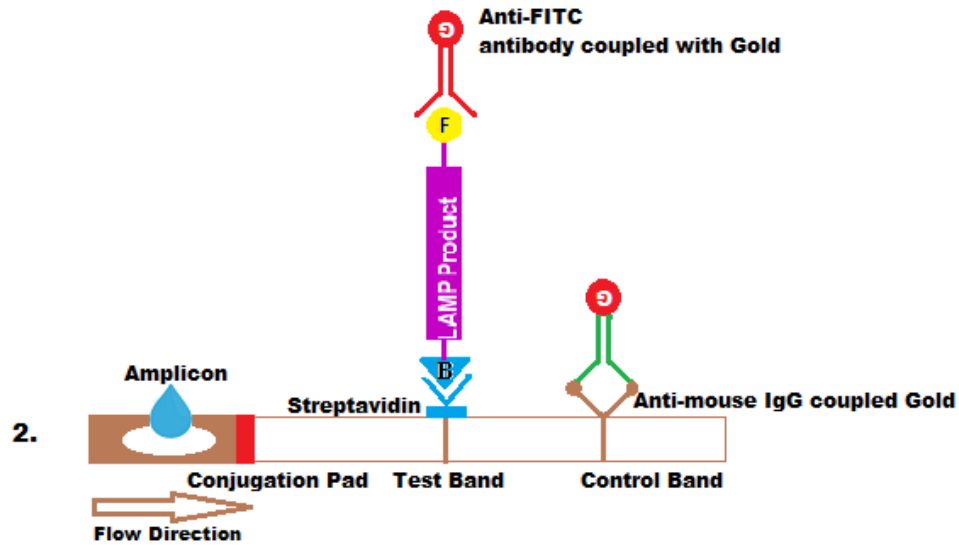 Anti-FITC
antibody coupled with Gold
G
F
LAMP Product
B
G
Amplicon
Streptavidin
Anti-mouse IgG coupled Gold
2.
Conjugation Pad Test Band Control Band
Flow Direction